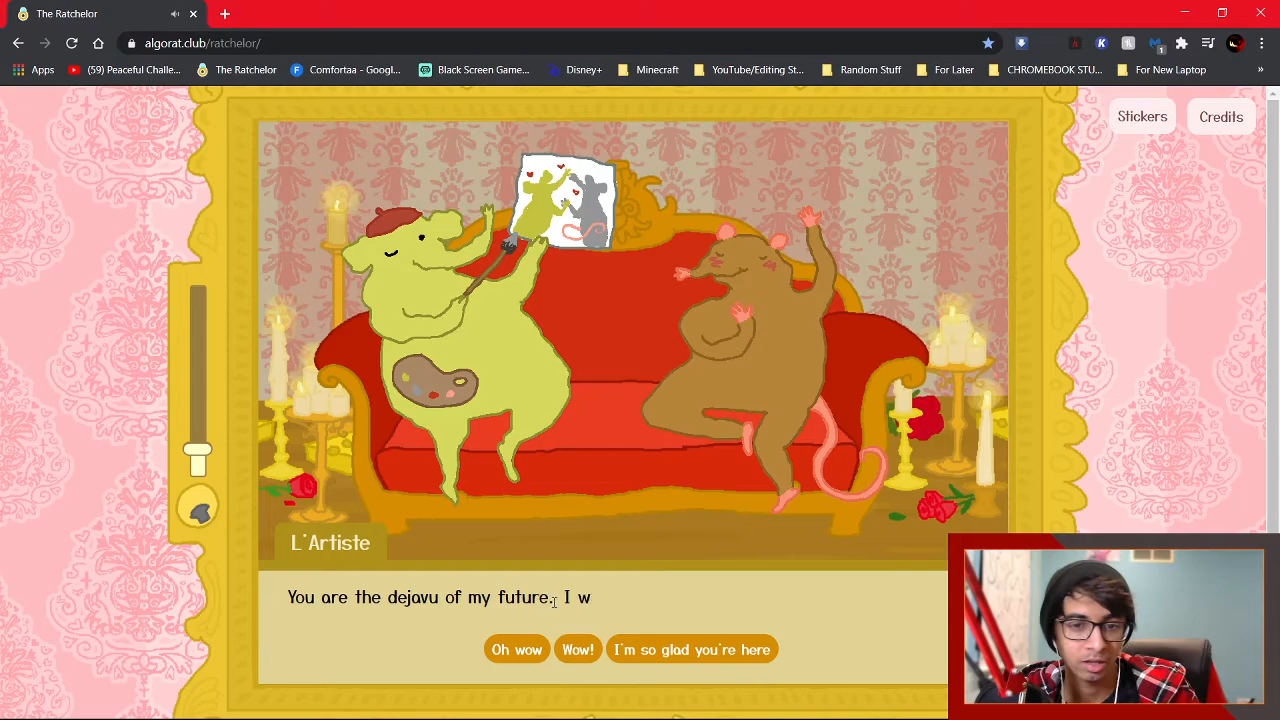 The Ratchelor
algorat.club/ratchelor/
Apps
(59) Peaceful Challe...
The Ratchelor
Comfortaa - Googl...
Black Screen Game...
Disney+
Minecraft
YouTube/Editing St...
Random Stuff
For Later
CHROMEBOOK STU...
For New Laptop
»
Stickers
Credits
L'Artiste
You are the dejavu of my future. I w
Oh wow
Wow!
I'm so glad you're here